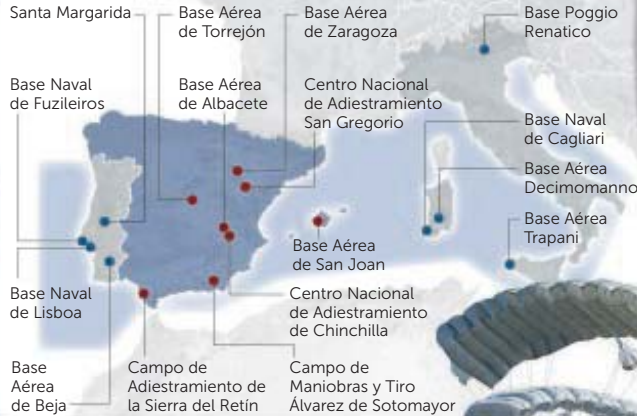 Santa Margarida
Base Aérea
de Torrejón
Base Aérea
de Zaragoza
Base Poggio
Renatico
Base Naval
de Fuzileiros
Base Aérea
de Albacete
Centro Nacional
de Adiestramiento
San Gregorio
Base Naval
de Cagliari
Base Aérea
Decimomanno
Base Aérea
Trapani
Base Aérea
de San Joan
Base Naval
de Lisboa
Centro Nacional
de Adiestramiento
de Chinchilla
Base
Aérea
de Beja
Campo de
Adiestramiento de
la Sierra del Retín
Campo de
Maniobras y Tiro
Álvarez de Sotomayor